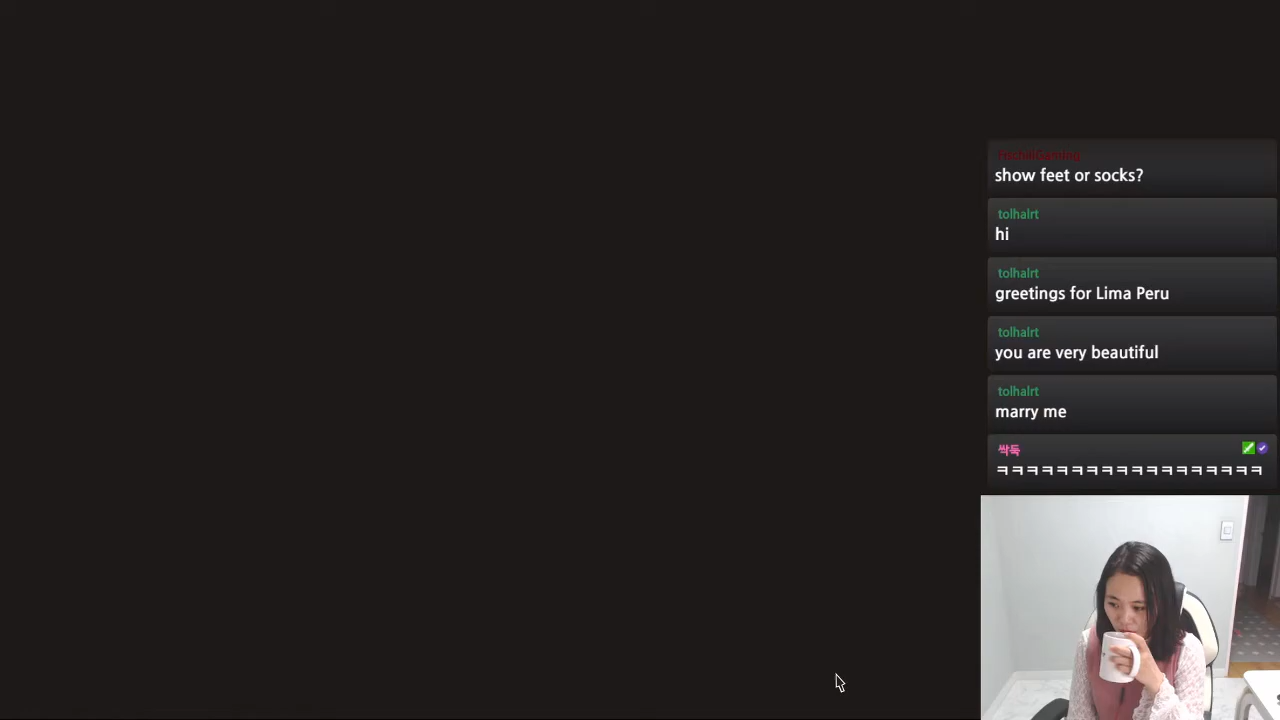 FischeiGaming
show feet or socks?
tolhalrt
hi
tolhalrt
greetings for Lima Peru
tolhalrt
you are very beautiful
tolhalrt
marry me
싹둑
ㅋㅋㅋㅋㅋㅋㅋㅋㅋㅋㅋㅋㅋㅋㅋㅋㅋㅋ